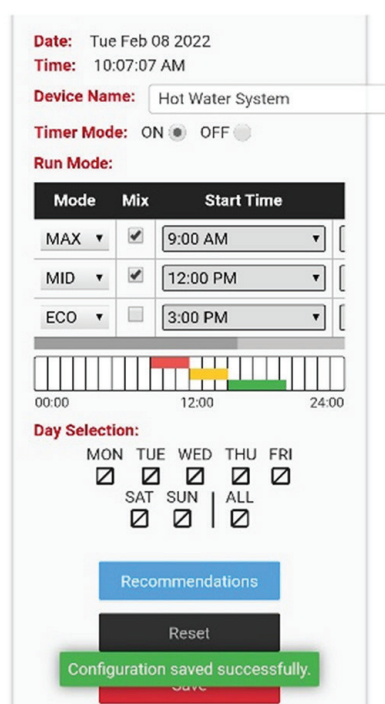 Date: Tue Feb 08 2022
Time: 10:07:07 AM
Device Name: Hot Water System
Timer Mode: ON OFF
Run Mode:
Mode Mix Start Time
MAX 9:00 AM
MID 12:00 PM
ECO 3:00 PM
00:00 12:00 24:00
Day Selection:
MON TUE WED THU FRI
SAT SUN ALL
Recommendations
Reset
Configuration saved successfully.
Save